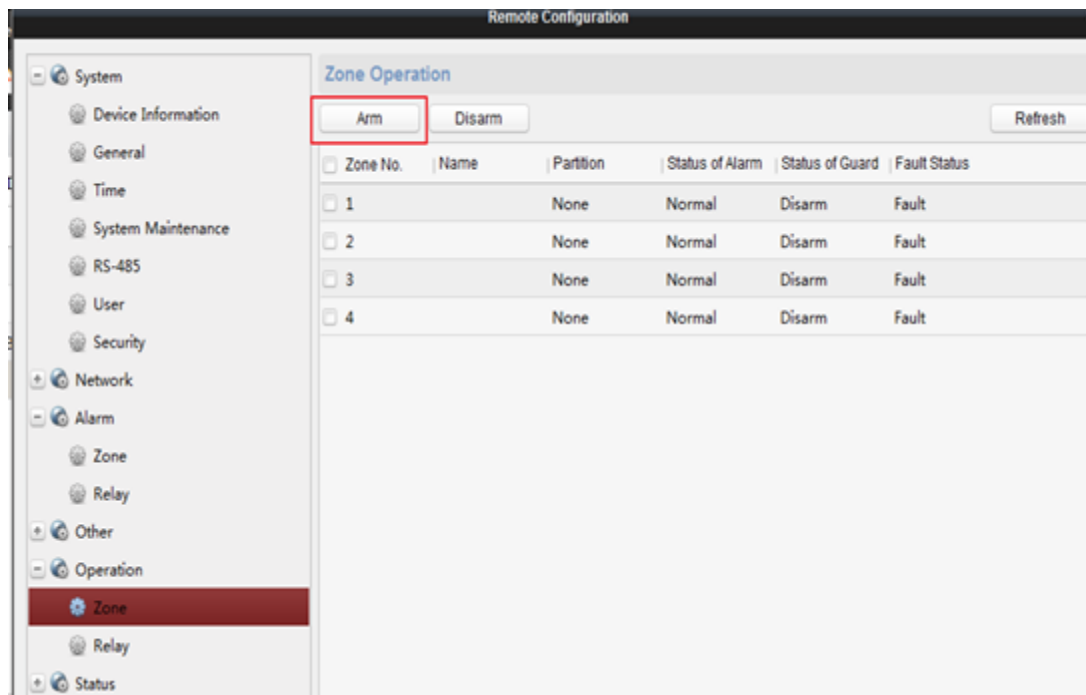 Remote Configuration
System
Device Information
General
Time
System Maintenance
RS-485
User
Security
Network
Alarm
Zone
Relay
Other
Operation
Zone
Relay
Status
Zone Operation
Arm Disarm Refresh
Zone No. Name Partition Status of Alarm Status of Guard Fault Status
1 None Normal Disarm Fault
2 None Normal Disarm Fault
3 None Normal Disarm Fault
4 None Normal Disarm Fault